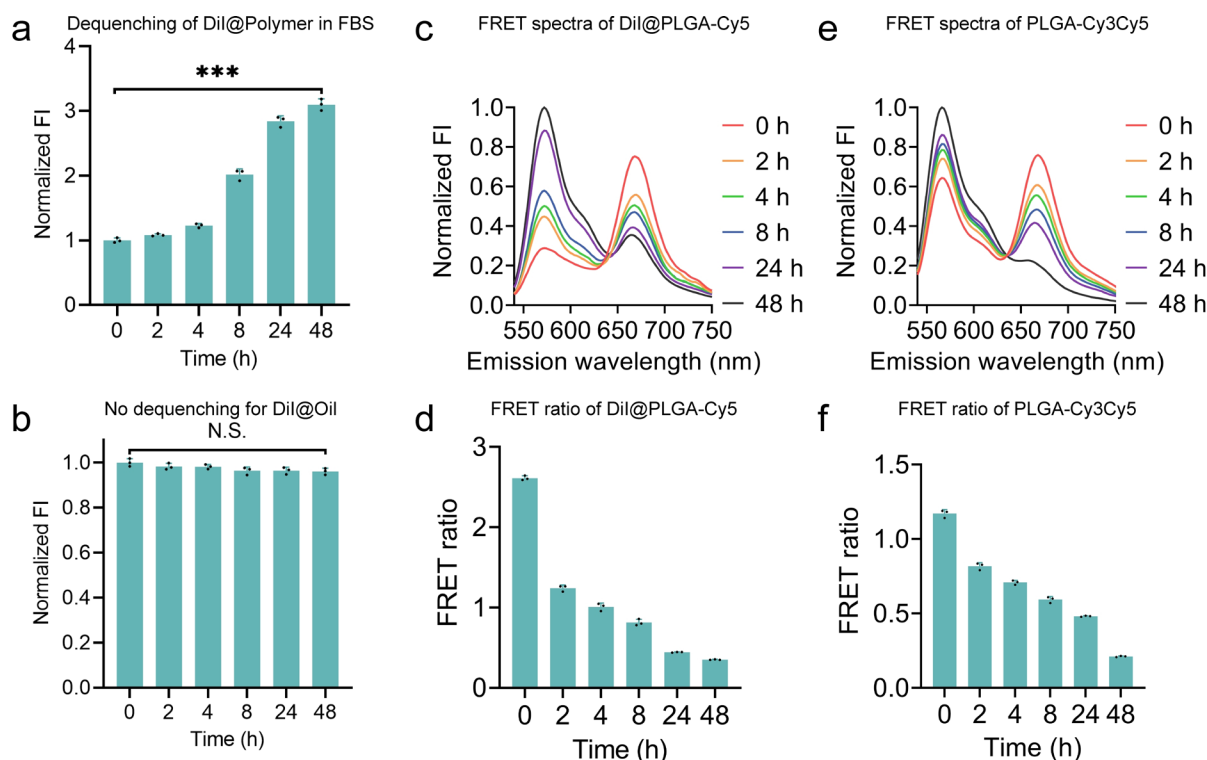 a
Dequenching of DiI@Polymer in FBS
***
Normalized FI
4
3
2
1
0
0 2 4 8 24 48
Time (h)
b
No dequenching for DiI@Oil
N.S.
Normalized FI
1.0
0.8
0.6
0.4
0.2
0.0
0 2 4 8 24 48
Time (h)
c
FRET spectra of DiI@PLGA-Cy5
Normalized FI
1.0
0.8
0.6
0.4
0.2
0.0
550 600 650 700 750
Emission wavelength (nm)
0 h
2 h
4 h
8 h
24 h
48 h
d
FRET ratio of DiI@PLGA-Cy5
FRET ratio
3
2
1
0
0 2 4 8 24 48
Time (h)
e
FRET spectra of PLGA-Cy3Cy5
Normalized FI
1.0
0.8
0.6
0.4
0.2
0.0
550 600 650 700 750
Emission wavelength (nm)
0 h
2 h
4 h
8 h
24 h
48 h
f
FRET ratio of PLGA-Cy3Cy5
FRET ratio
1.5
1.0
0.5
0.0
0 2 4 8 24 48
Time (h)